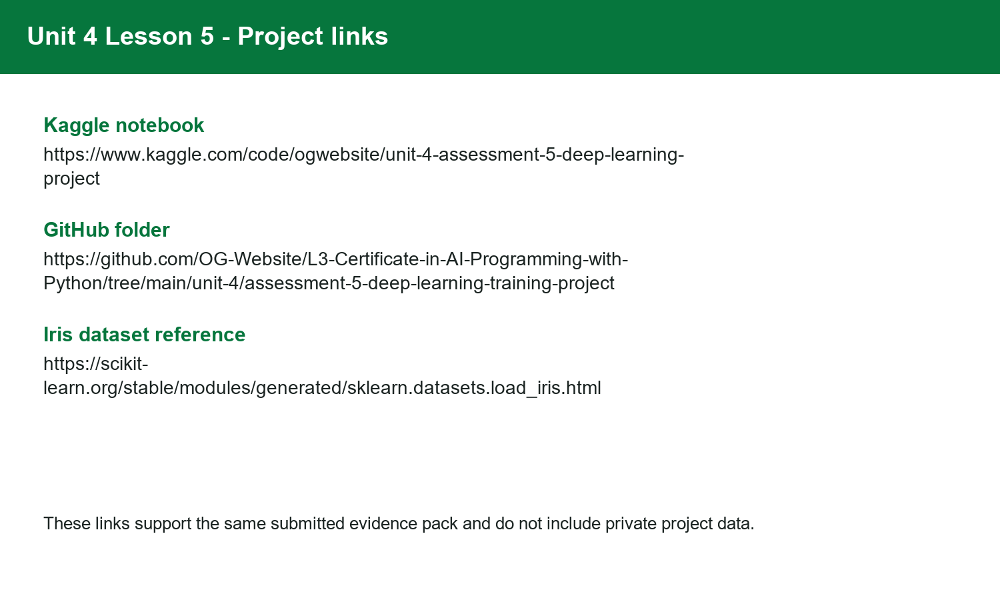 Unit 4 Lesson 5 - Project links
Kaggle notebook
https://www.kaggle.com/code/ogwebsite/unit-4-assessment-5-deep-learning-
project
GitHub folder
https://github.com/OG-Website/L3-Certificate-in-AI-Programming-with-
Python/tree/main/unit-4/assessment-5-deep-learning-training-project
Iris dataset reference
https://scikit-
learn.org/stable/modules/generated/sklearn.datasets.load_iris.html
These links support the same submitted evidence pack and do not include private project data.